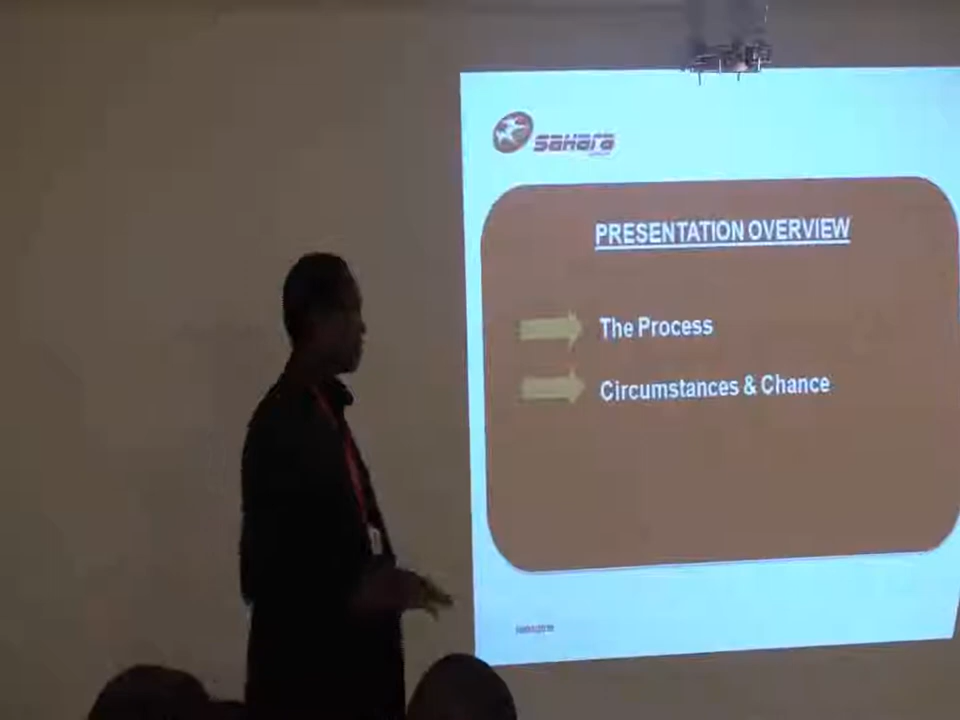 sahara
PRESENTATION OVERVIEW
The Process
Circumstances & Chance